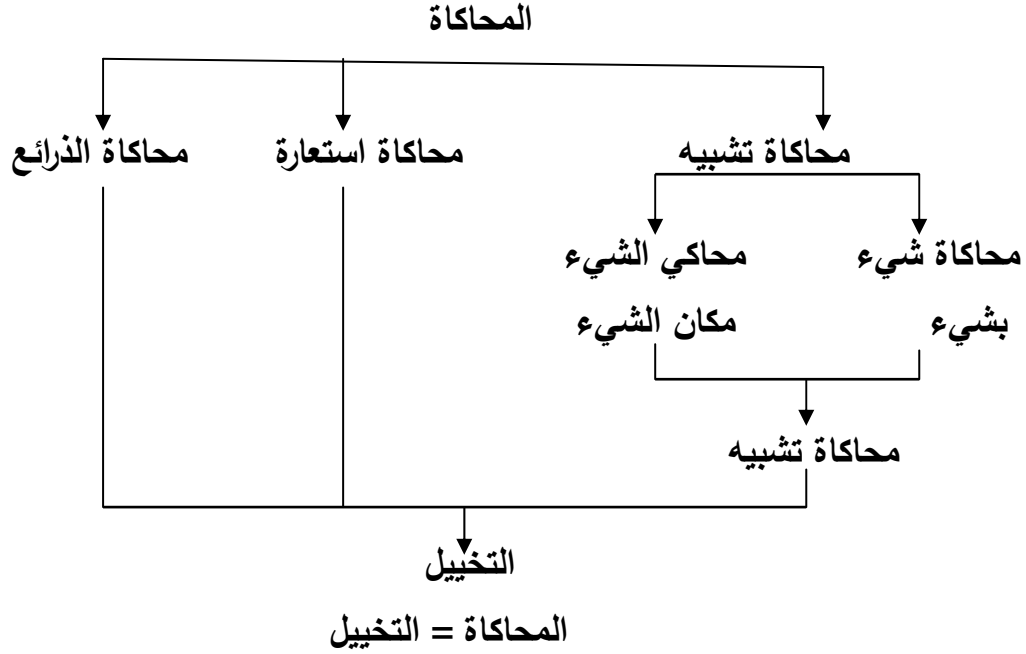 المحاكاة
محاكاة تشبيه
محاكاة استعارة
محاكاة الذرائع
محاكاة شيء
بشيء
محاكي الشيء
مكان الشيء
محاكاة تشبيه
التخييل
المحاكاة = التخييل